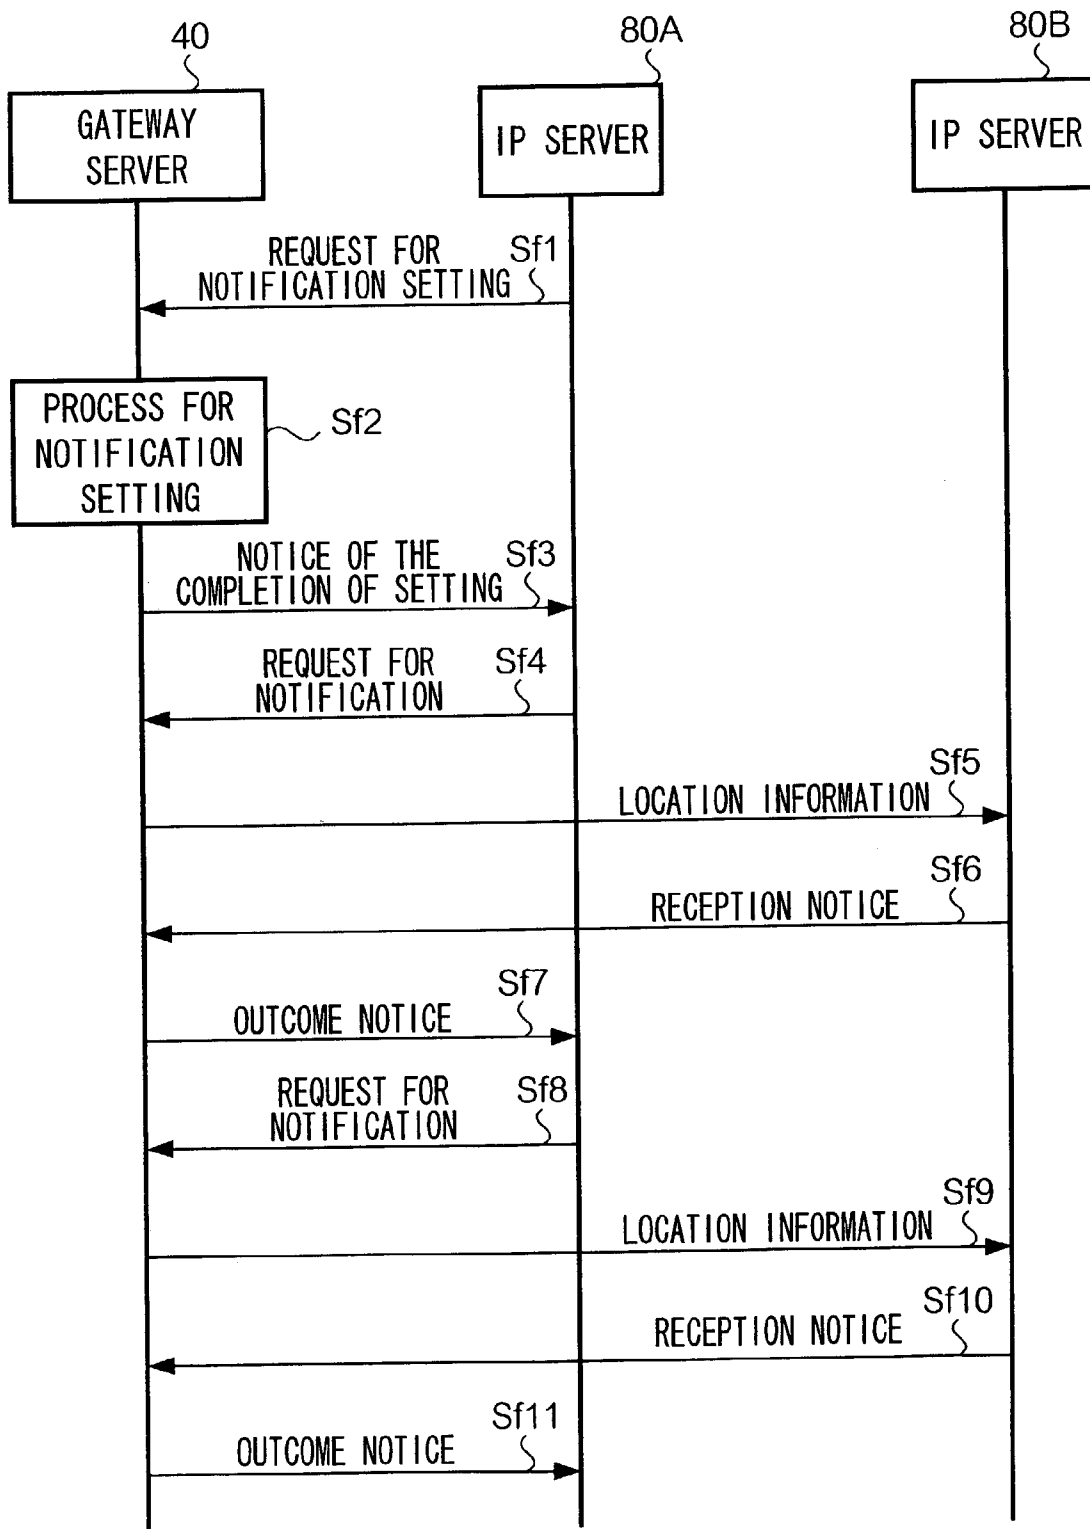 40
80A
80B
GATEWAY
SERVER
IP SERVER
IP SERVER
REQUEST FOR
NOTIFICATION SETTING
Sf1
PROCESS FOR
NOTIFICATION
SETTING
Sf2
NOTICE OF THE
COMPLETION OF SETTING
Sf3
REQUEST FOR
NOTIFICATION
Sf4
LOCATION INFORMATION
Sf5
RECEPTION NOTICE
Sf6
OUTCOME NOTICE
Sf7
REQUEST FOR
NOTIFICATION
Sf8
LOCATION INFORMATION
Sf9
RECEPTION NOTICE
Sf10
OUTCOME NOTICE
Sf11